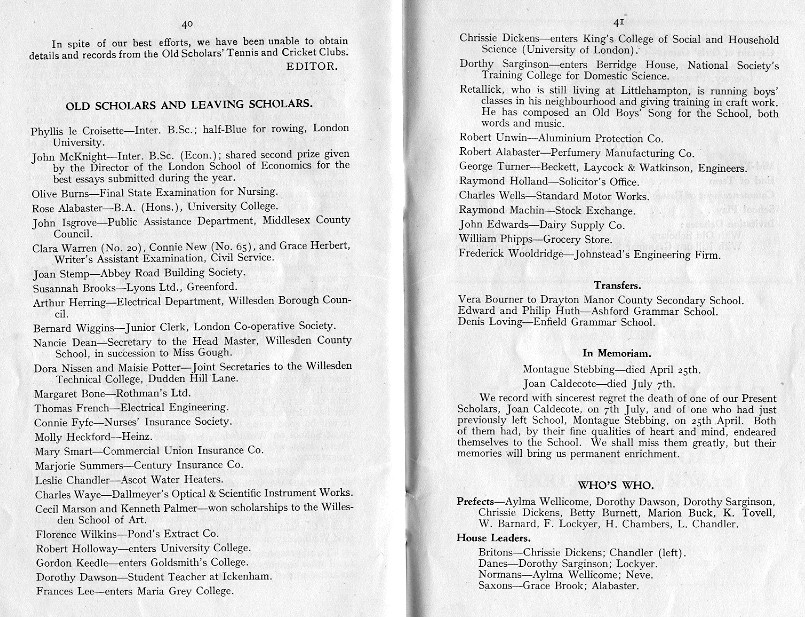 40
In spite of our best efforts, we have been unable to obtain
details and records from the Old Scholars' Tennis and Cricket Clubs.
EDITOR.
OLD SCHOLARS AND LEAVING SCHOLARS.
Phyllis le Croisette—Inter. B.Sc.; half-Blue for rowing, London
University.
John McKnight—Inter. B.Sc. (Econ.); shared second prize given
by the Director of the London School of Economics for the
best essays submitted during the year.
Olive Burns—Final State Examination for Nursing.
Rose Alabaster—B.A. (Hons.), University College.
John Isgrove—Public Assistance Department, Middlesex County
Council.
Clara Warren (No. 20), Connie New (No. 65), and Grace Herbert,
Writer's Assistant Examination, Civil Service.
Joan Stemp—Abbey Road Building Society.
Susannah Brooks—Lyons Ltd., Greenford.
Arthur Herring—Electrical Department, Willesden Borough Coun-
cil.
Bernard Wiggins—Junior Clerk, London Co-operative Society.
Nancie Dean—Secretary to the Head Master, Willesden County
School, in succession to Miss Gough.
Dora Nissen and Maisie Potter—Joint Secretaries to the Willesden
Technical College, Dudden Hill Lane.
Margaret Bone—Rothman's Ltd.
Thomas French—Electrical Engineering.
Connie Fyfe—Nurses' Insurance Society.
Molly Heckford—Heinz.
Mary Smart—Commercial Union Insurance Co.
Marjorie Summers—Century Insurance Co.
Leslie Chandler—Ascot Water Heaters.
Charles Waye—Dallmeyer's Optical & Scientific Instrument Works.
Cecil Marson and Kenneth Palmer—won scholarships to the Willes-
den School of Art.
Florence Wilkins—Pond's Extract Co.
Robert Holloway—enters University College.
Gordon Keedle—enters Goldsmith's College.
Dorothy Dawson—Student Teacher at Ickenham.
Frances Lee—enters Maria Grey College.
41
Chrissie Dickens—enters King's College of Social and Household
Science (University of London).
Dorthy Sarginson—enters Berridge House, National Society's
Training College for Domestic Science.
Retallick, who is still living at Littlehampton, is running boys'
classes in his neighbourhood and giving training in craft work.
He has composed an Old Boys' Song for the School, both
words and music.
Robert Unwin—Aluminium Protection Co.
Robert Alabaster—Perfumery Manufacturing Co.
George Turner—Beckett, Laycock & Watkinson, Engineers.
Raymond Holland—Solicitor's Office.
Charles Wells—Standard Motor Works.
Raymond Machin—Stock Exchange.
John Edwards—Dairy Supply Co.
William Phipps—Grocery Store.
Frederick Wooldridge—Johnstead's Engineering Firm.
Transfers.
Vera Bourner to Drayton Manor County Secondary School.
Edward and Philip Huth—Ashford Grammar School.
Denis Loving—Enfield Grammar School.
In Memoriam.
Montague Stebbing—died April 25th.
Joan Caldecote—died July 7th.
We record with sincerest regret the death of one of our Present
Scholars, Joan Caldecote, on 7th July, and of one who had just
previously left School, Montague Stebbing, on 25th April. Both
of them had, by their fine qualities of heart and mind, endeared
themselves to the School. We shall miss them greatly, but their
memories will bring us permanent enrichment.
WHO'S WHO.
Prefects—Aylma Wellicome, Dorothy Dawson, Dorothy Sarginson,
Chrissie Dickens, Betty Burnett, Marion Buck, K. Tovell,
W. Barnard, F. Lockyer, H. Chambers, L. Chandler.
House Leaders.
Britons—Chrissie Dickens; Chandler (left).
Danes—Dorothy Sarginson; Lockyer.
Normans—Aylma Wellicome; Neve.
Saxons—Grace Brook; Alabaster.